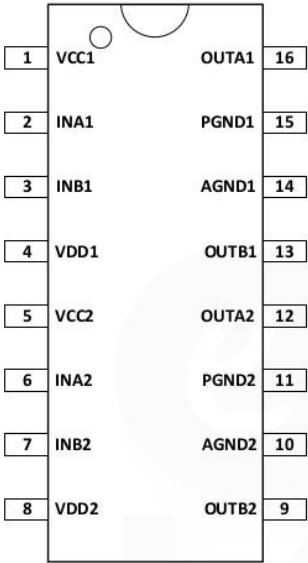 1 VCC1 OUTA1 16
2 INA1 PGND1 15
3 INB1 AGND1 14
4 VDD1 OUTB1 13
5 VCC2 OUTA2 12
6 INA2 PGND2 11
7 INB2 AGND2 10
8 VDD2 OUTB2 9